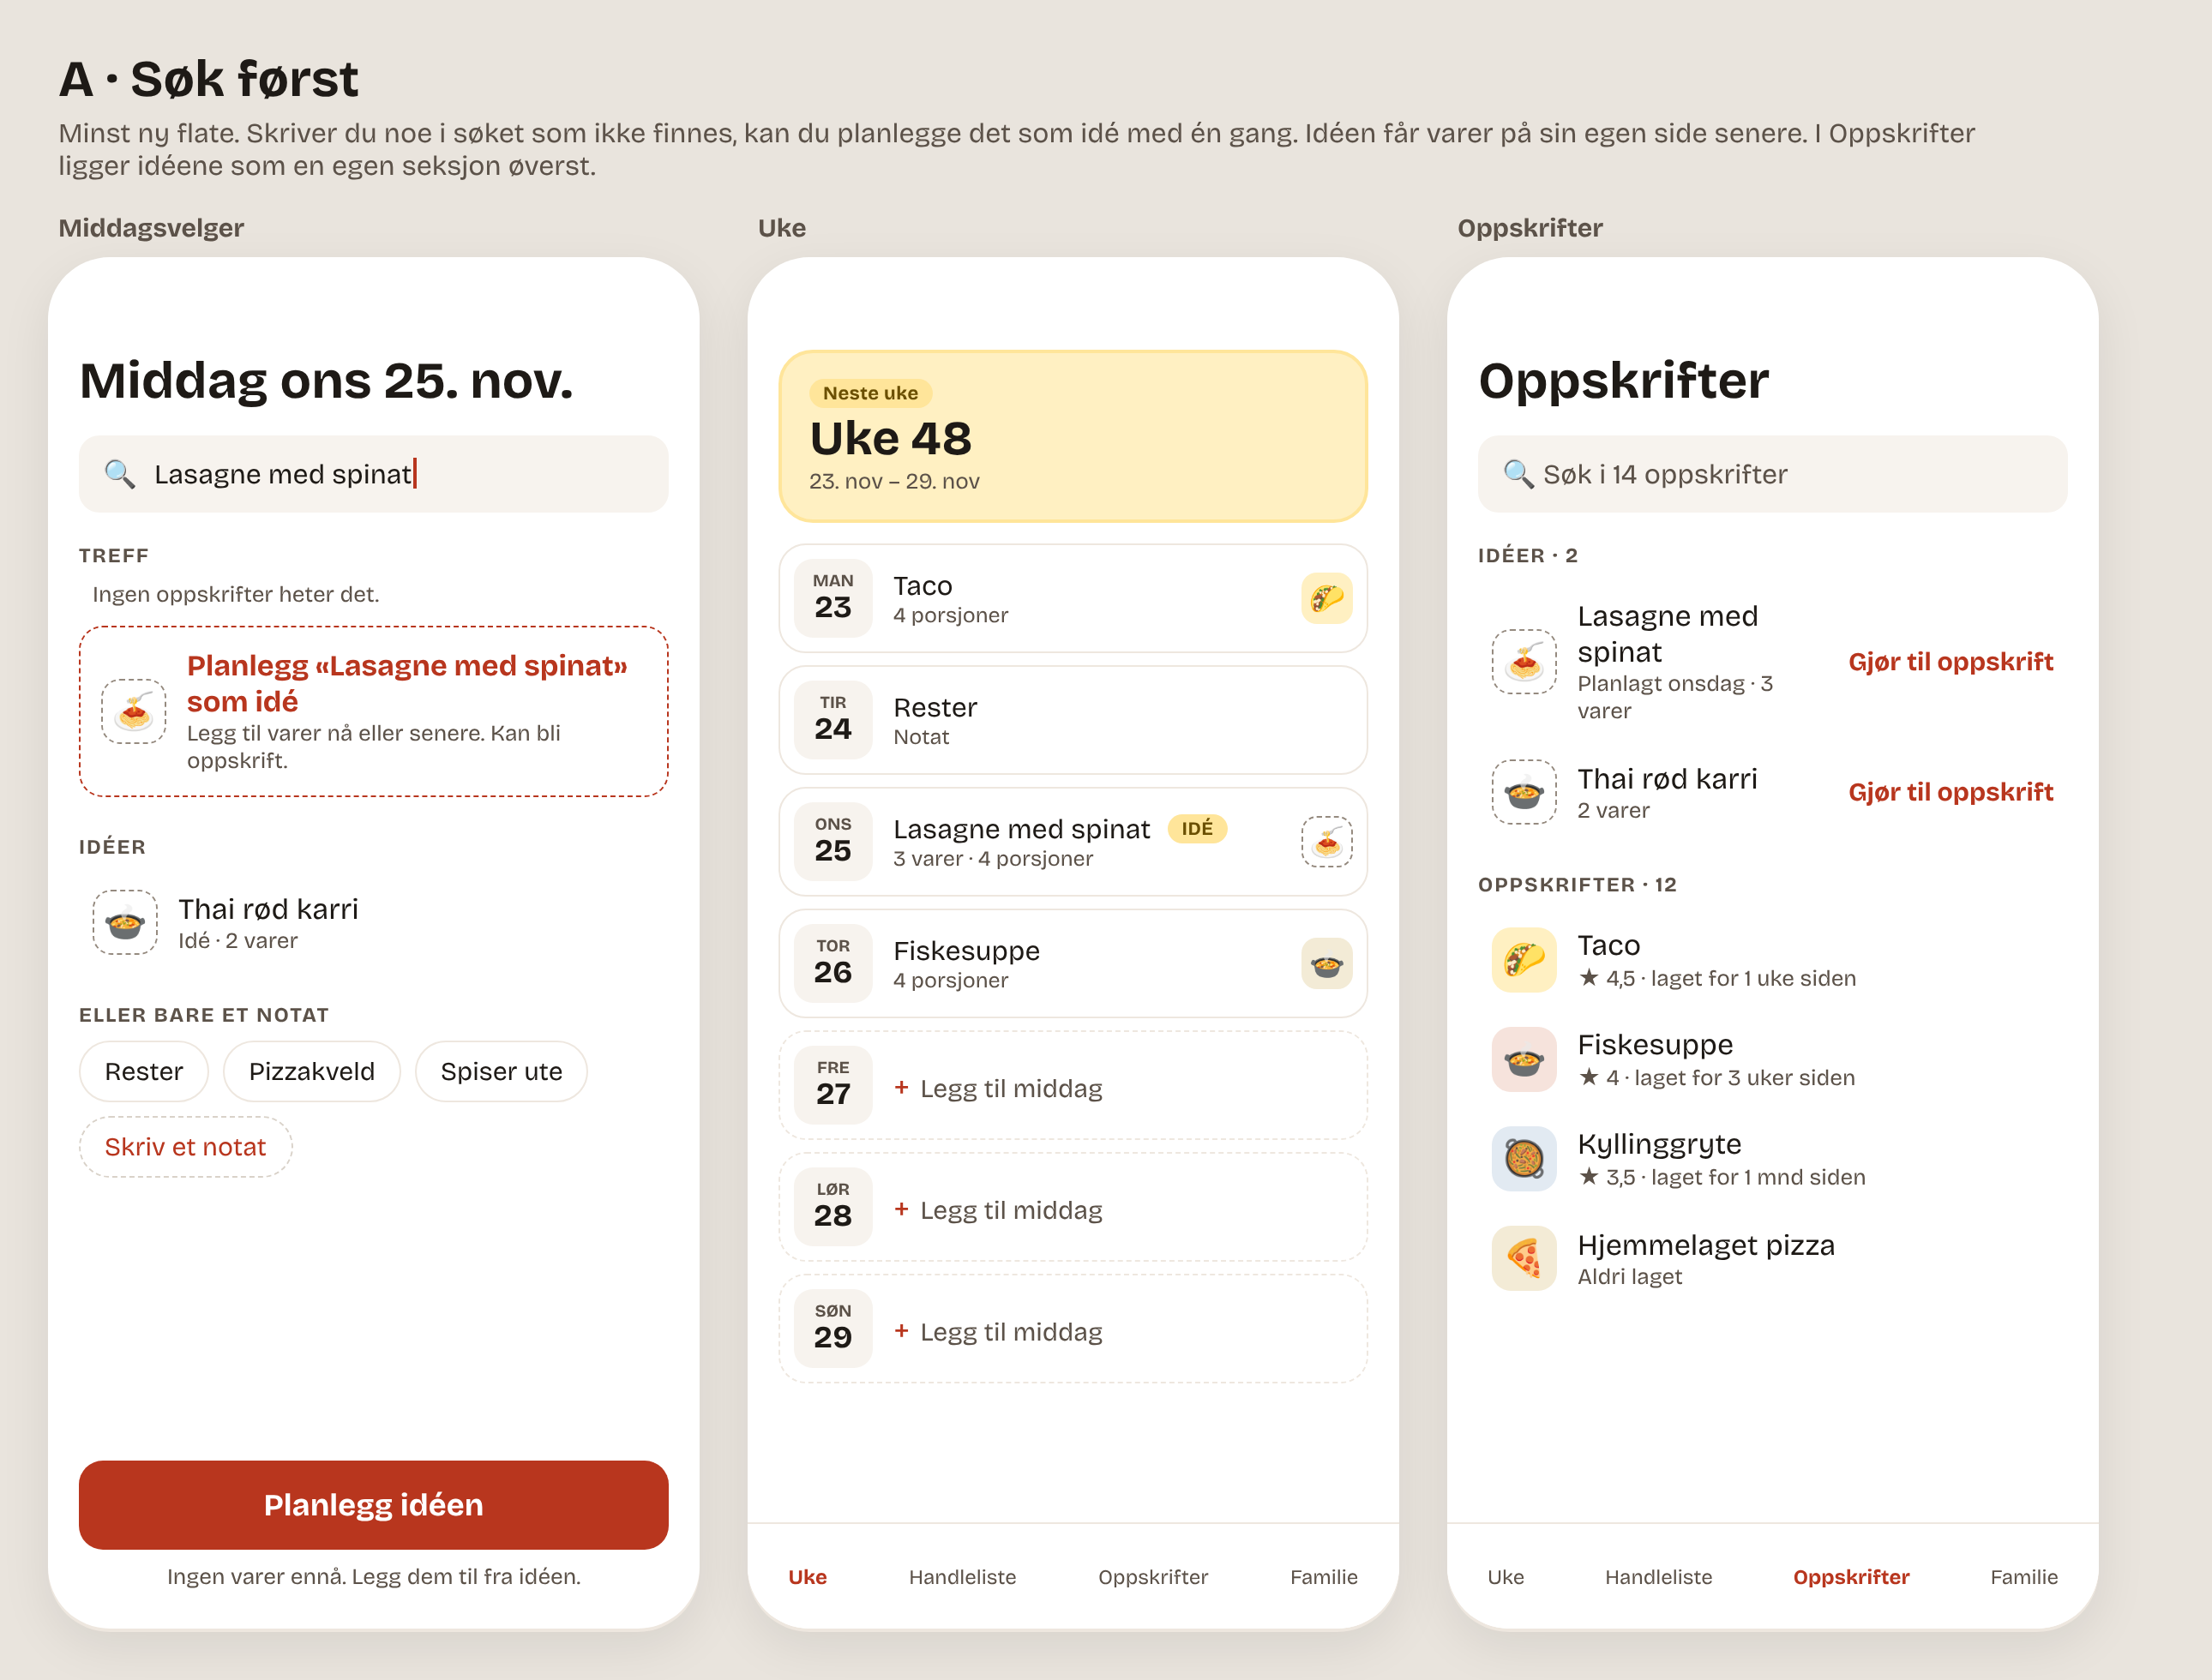 A · Søk først
Minst ny flate. Skriver du noe i søket som ikke finnes, kan du planlegge det som idé med én gang. Idéen får varer på sin egen side senere. I Oppskrifter
ligger idéene som en egen seksjon øverst.
Middagsvelger
Middag ons 25. nov.
Lasagne med spinat
TREFF
Ingen oppskrifter heter det.
Planlegg «Lasagne med spinat»
som idé
Legg til varer nå eller senere. Kan bli
oppskrift.
IDÉER
Thai rød karri
Idé · 2 varer
ELLER BARE ET NOTAT
Rester
Pizzakveld
Spiser ute
Skriv et notat
Planlegg idéen
Ingen varer ennå. Legg dem til fra idéen.
Uke
Neste uke
Uke 48
23. nov – 29. nov
MAN
23
Taco
4 porsjoner
TIR
24
Rester
Notat
ONS
25
Lasagne med spinat IDÉ
3 varer · 4 porsjoner
TOR
26
Fiskesuppe
4 porsjoner
FRE
27
+ Legg til middag
LØR
28
+ Legg til middag
SØN
29
+ Legg til middag
Uke Handleliste Oppskrifter Familie
Oppskrifter
Oppskrifter
Søk i 14 oppskrifter
IDÉER · 2
Lasagne med
spinat
Planlagt onsdag · 3
varer
Gjør til oppskrift
Thai rød karri
2 varer
Gjør til oppskrift
OPPSKRIFTER · 12
Taco
★ 4,5 · laget for 1 uke siden
Fiskesuppe
★ 4 · laget for 3 uker siden
Kyllinggryte
★ 3,5 · laget for 1 mnd siden
Hjemmelaget pizza
Aldri laget
Uke Handleliste Oppskrifter Familie